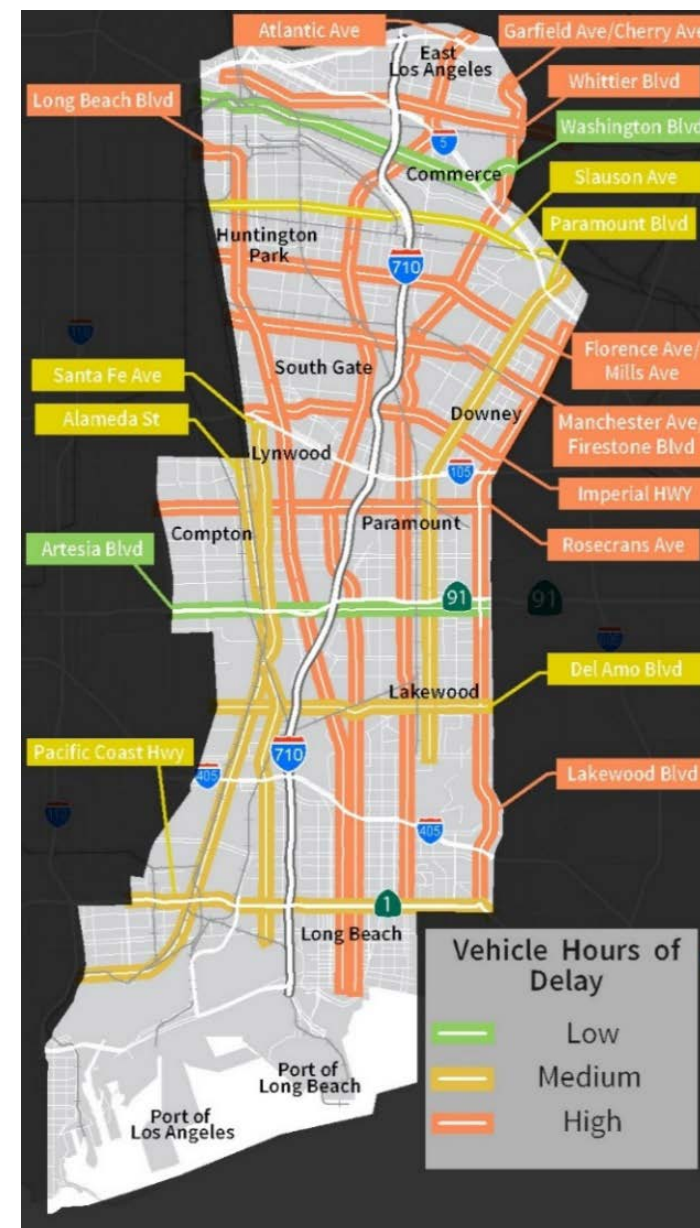 Atlantic Ave
Garfield Ave/Cherry Ave
East
Los Angeles
Whittier Blvd
Long Beach Blvd
Washington Blvd
5
Commerce
Slauson Ave
Paramount Blvd
Huntington
Park
710
Florence Ave/
Mills Ave
South Gate
Santa Fe Ave
Alameda St
Downey
Manchester Ave/
Firestone Blvd
Lynwood
105
Imperial HWY
Compton
Paramount
Rosecrans Ave
Artesia Blvd
91
91
Lakewood
Del Amo Blvd
Pacific Coast Hwy
710
405
Lakewood Blvd
405
1
Long Beach
Vehicle Hours of
Delay
Low
Medium
High
Port of
Long Beach
Port of
Los Angeles